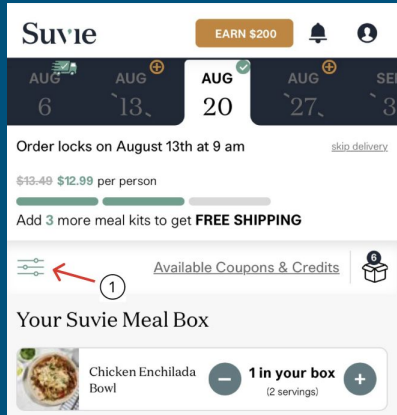 Suvie
EARN $200
AUG AUG AUG AUG SE
6 13 20 27 3
Order locks on August 13th at 9 am skip delivery
$13.49 $12.99 per person
Add 3 more meal kits to get FREE SHIPPING
1 Available Coupons & Credits 6
Your Suvie Meal Box
Chicken Enchilada
Bowl
− 1 in your box +
(2 servings)